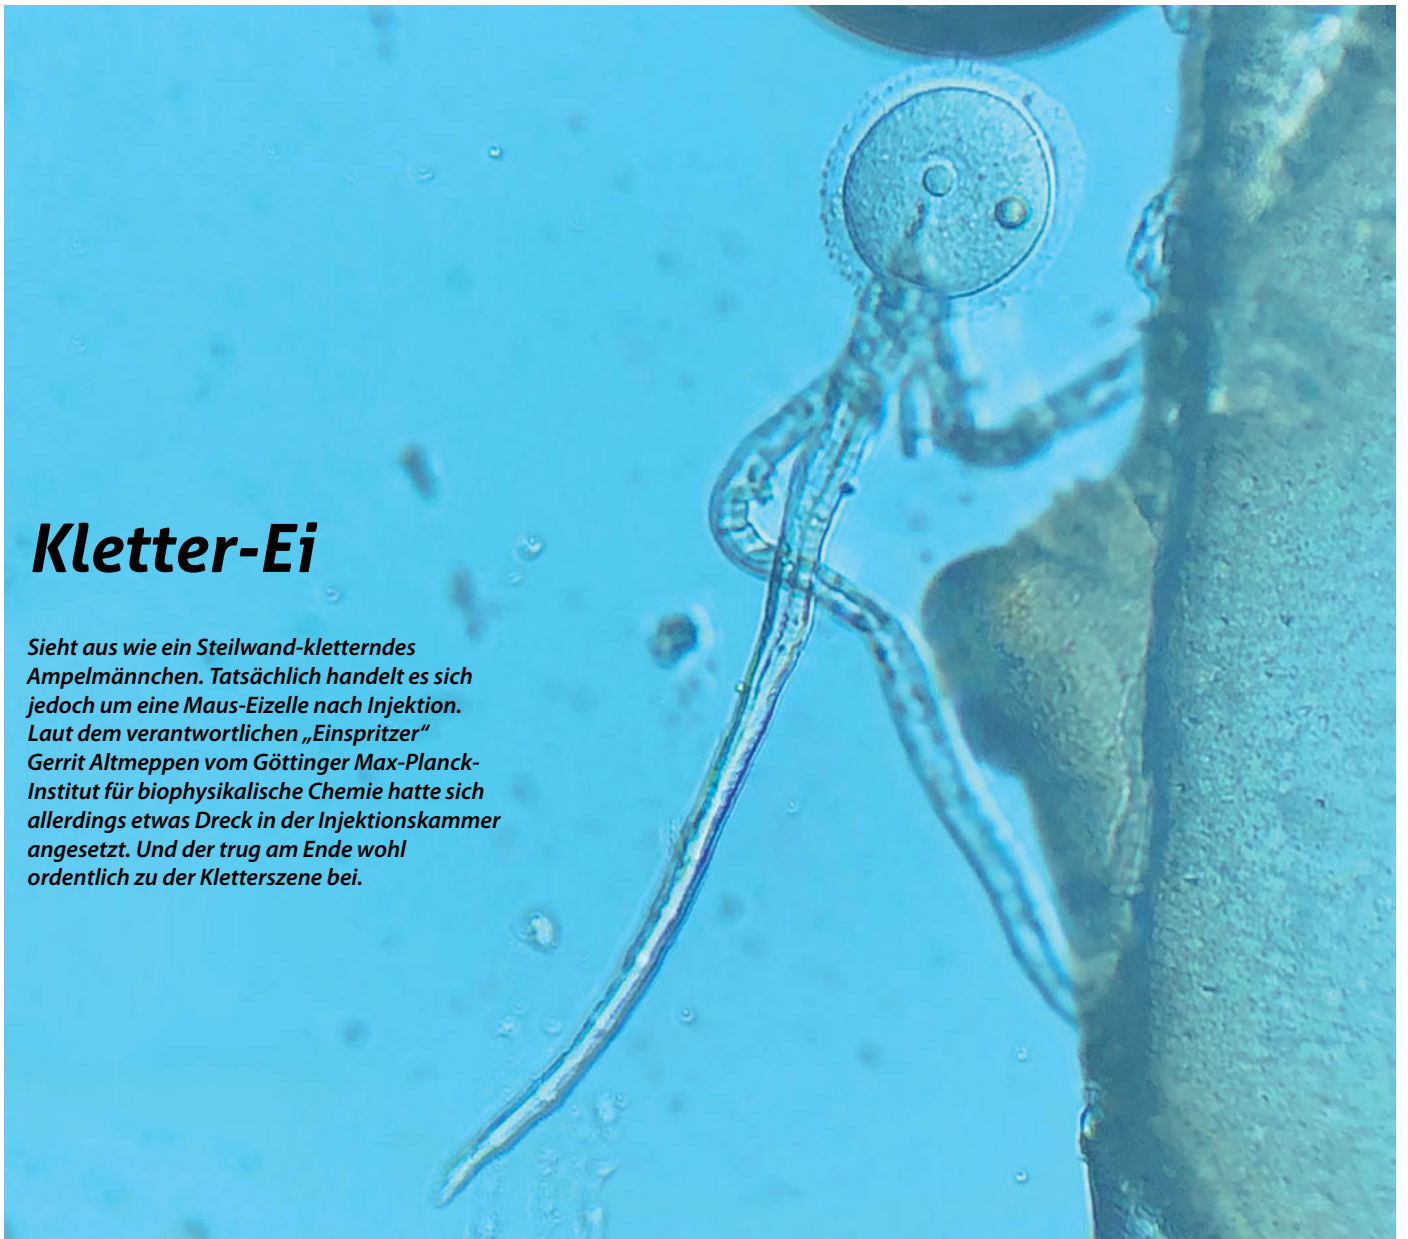 Kletter-Ei
Sieht aus wie ein Steilwand-kletterndes
Ampelmännchen. Tatsächlich handelt es sich
jedoch um eine Maus-Eizelle nach Injektion.
Laut dem verantwortlichen „Einspritzer“
Gerrit Altmeppen vom Göttinger Max-Planck-
Institut für biophysikalische Chemie hatte sich
allerdings etwas Dreck in der Injektionskammer
angesetzt. Und der trug am Ende wohl
ordentlich zu der Kletterszene bei.